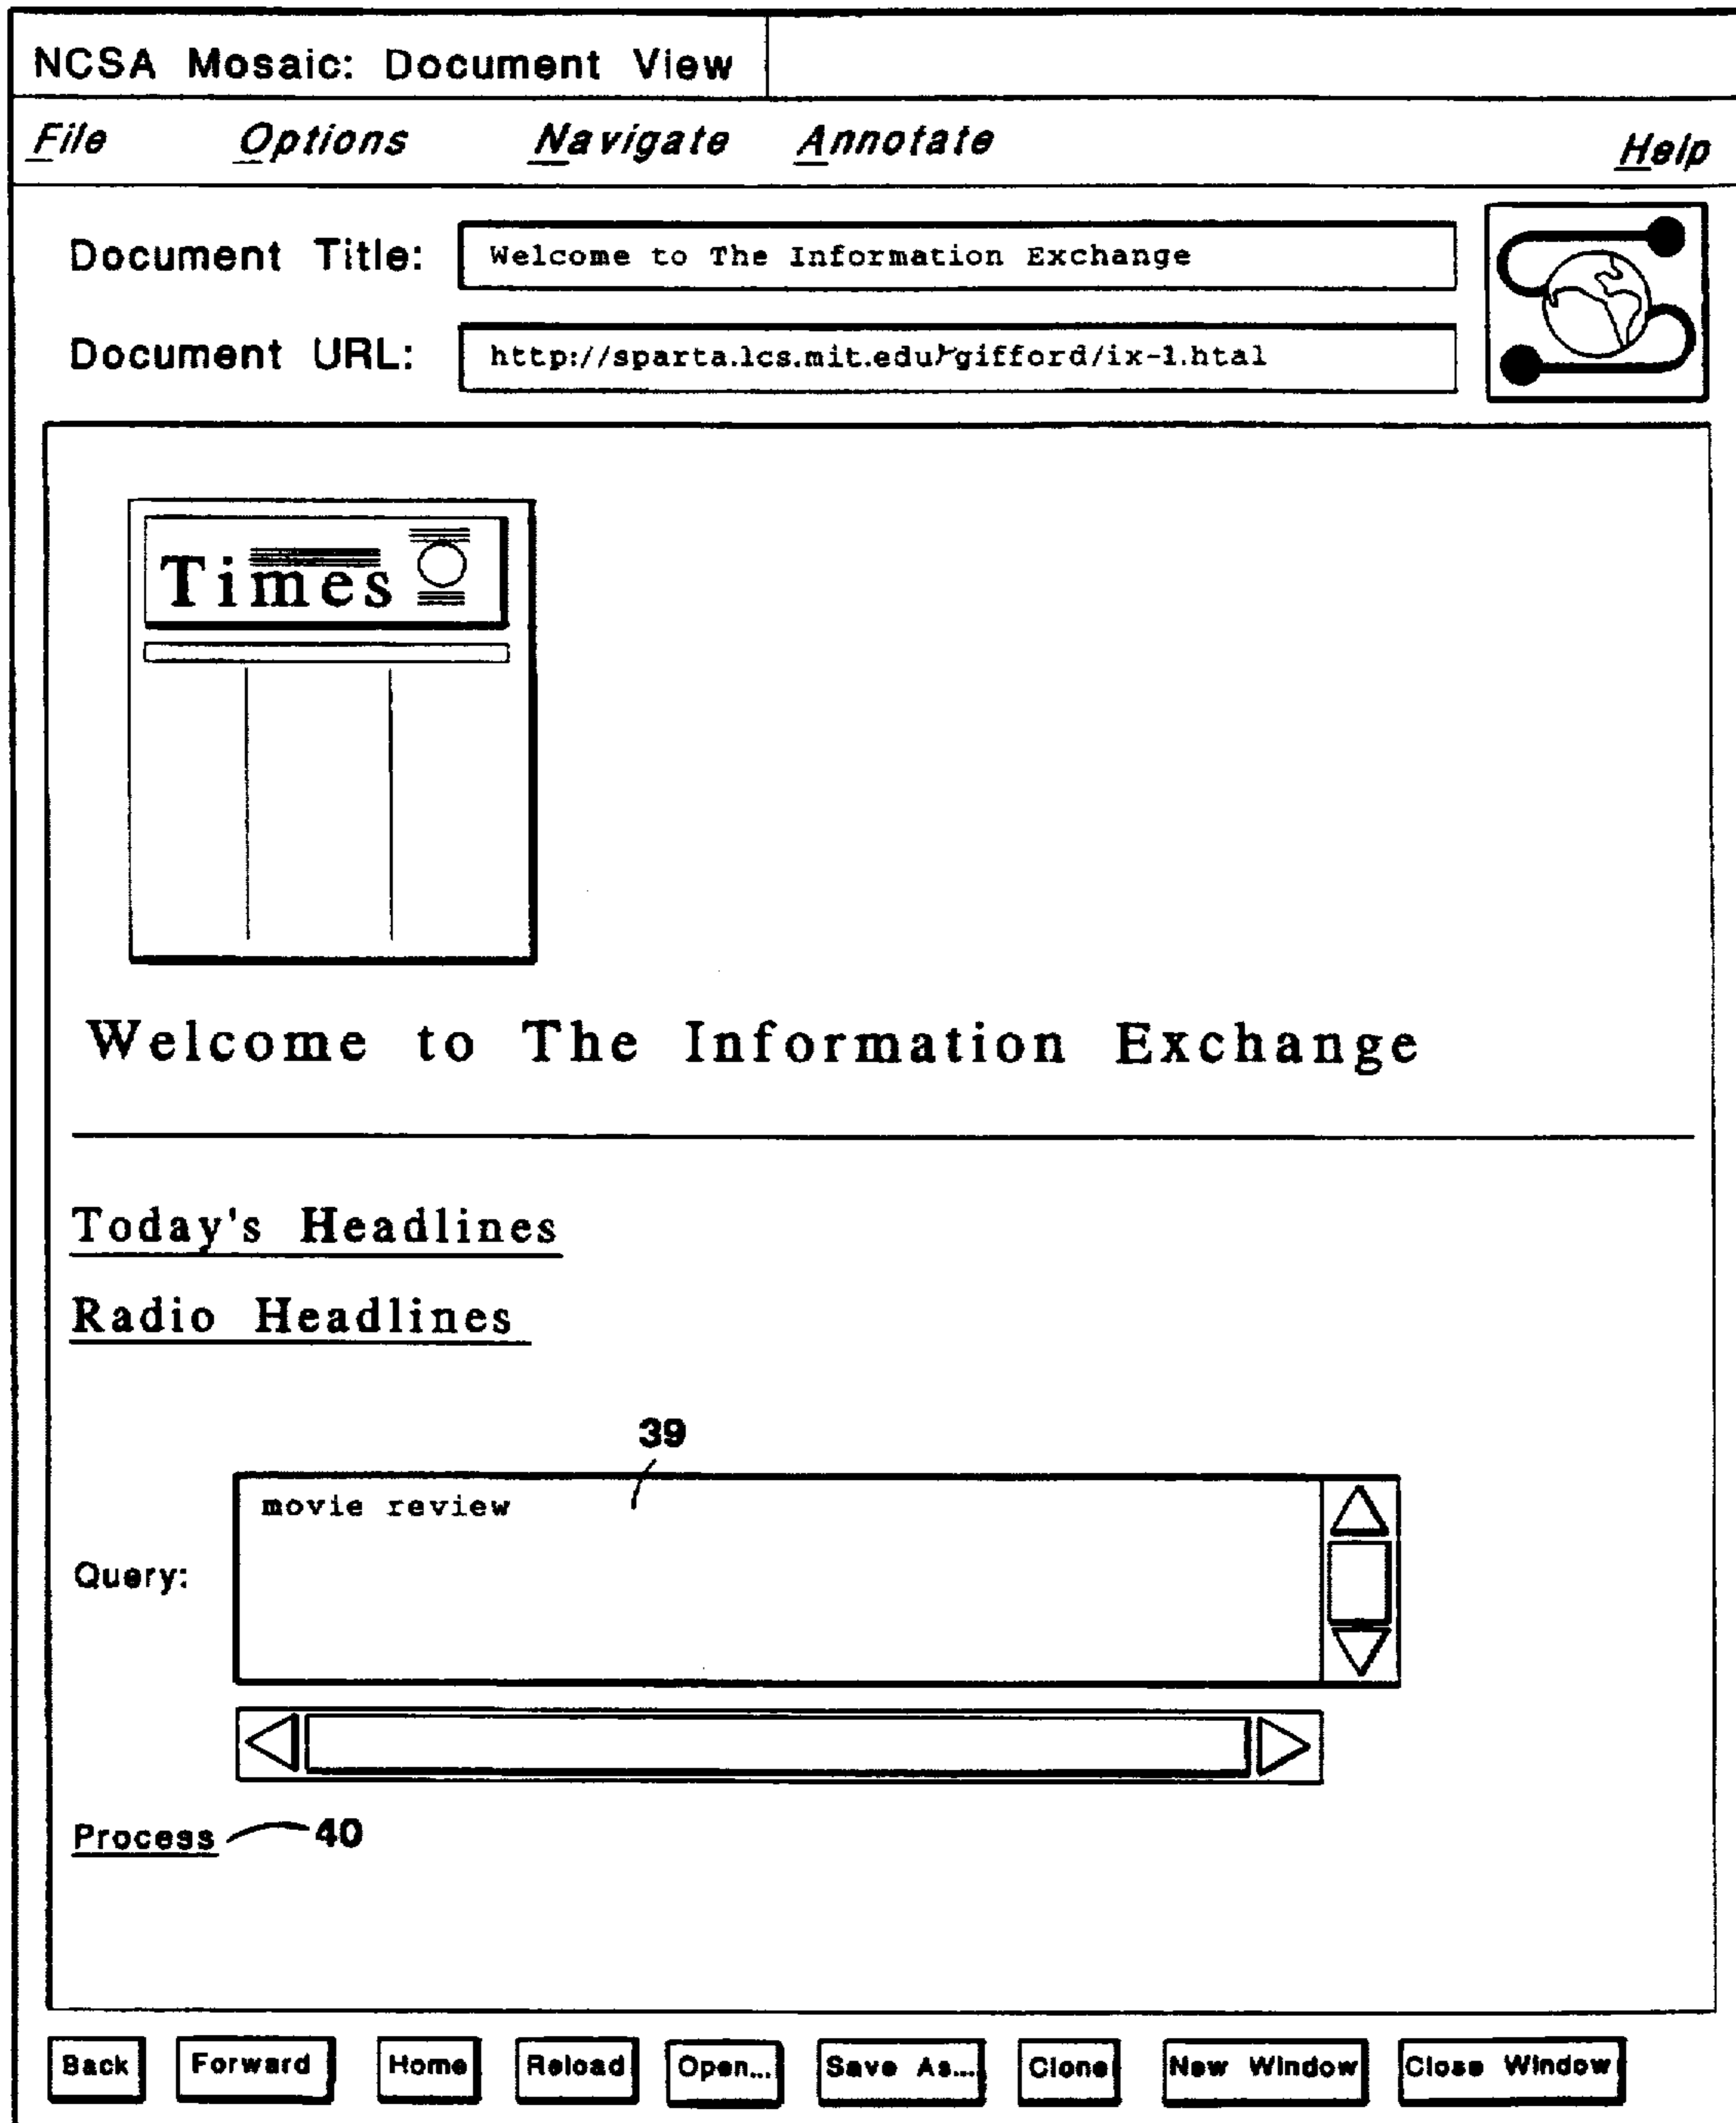 NCSA Mosaic: Document View
File Options Navigate Annotate Help
Document Title: Welcome to The Information Exchange
Document URL: http://sparta.lcs.mit.edu/~gifford/ix-1.htal
Times
Welcome to The Information Exchange
Today's Headlines
Radio Headlines
39
movie review
Query:
Process 40
Back Forward Home Reload Open... Save As... Clone New Window Close Window